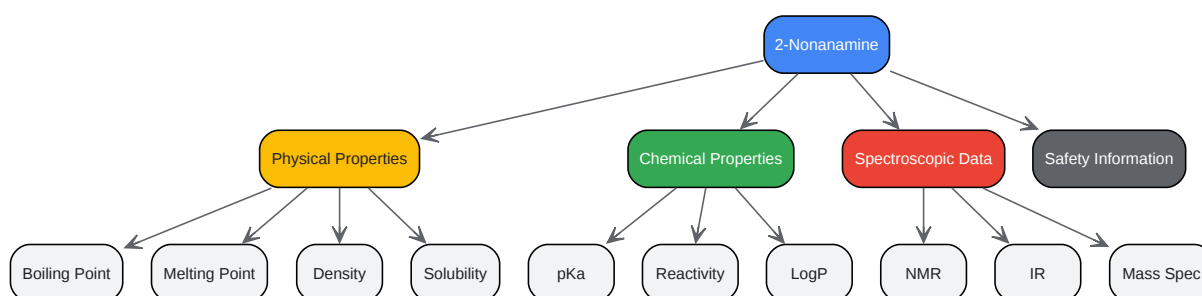 2-Nonanamine
Physical Properties
Chemical Properties
Spectroscopic Data
Safety Information
Boiling Point
Melting Point
Density
Solubility
pKa
Reactivity
LogP
NMR
IR
Mass Spec